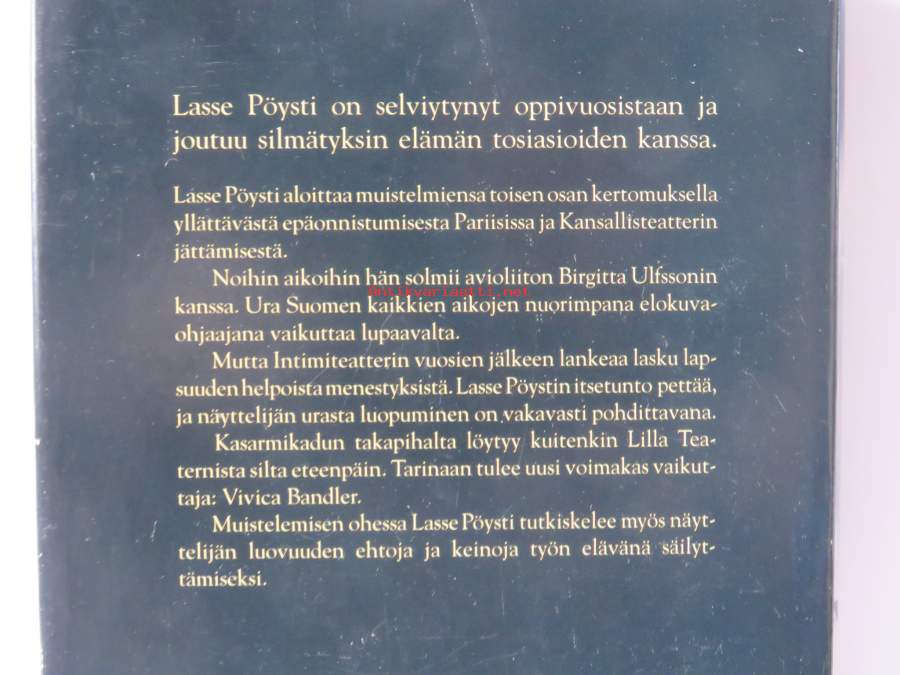 Lasse Pöysti on selviytynyt oppivuosistaan ja
joutuu silmätyksin elämän tosiasioiden kanssa.
Lasse Pöysti aloittaa muistelmiensa toisen osan kertomuksella
yllättävästä epäonnistumisesta Pariisissa ja Kansallisteatterin
jättämisestä.
Noihin aikoihin hän solmii avioliiton Birgitta Ulfssonin
Antikvariaatti.net
kanssa. Ura Suomen kaikkien aikojen nuorimpana elokuva-
ohjaajana vaikuttaa lupaavalta.
Mutta Intimiteatterin vuosien jälkeen lankeaa lasku lap-
suuden helpoista menestyksistä. Lasse Pöystin itsetunto pettää,
ja näyttelijän urasta luopuminen on vakavasti pohdittavana.
Kasarmikadun takapihalta löytyy kuitenkin Lilla Tea-
ternista silta eteenpäin. Tarinaan tulee uusi voimakas vaikut-
taja: Vivica Bandler.
Muistelemisen ohessa Lasse Pöysti tutkiskelee myös näyt-
telijän luovuuden ehtoja ja keinoja työn elävänä säilyt-
tämiseksi.